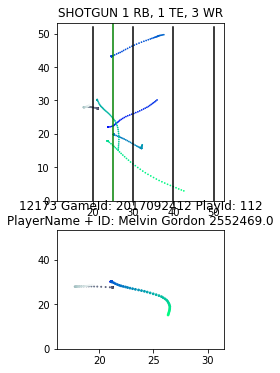 SHOTGUN 1 RB, 1 TE, 3 WR
50
40
30
20
10
0
20 30 40 50
12173 GameId: 2017092412 PlayId: 112
PlayerName + ID: Melvin Gordon 2552469.0
40
20
0
20 25 30